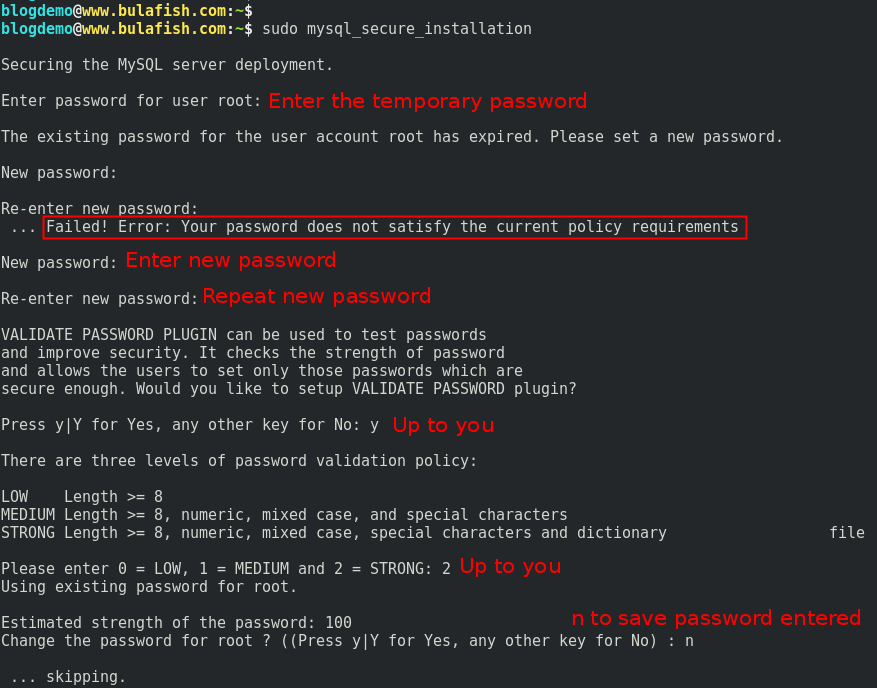 blogdemo@www.bulafish.com:~$
blogdemo@www.bulafish.com:~$ sudo mysql_secure_installation
Securing the MySQL server deployment.
Enter password for user root: Enter the temporary password
The existing password for the user account root has expired. Please set a new password.
New password:
Re-enter new password:
... Failed! Error: Your password does not satisfy the current policy requirements
New password: Enter new password
Re-enter new password: Repeat new password
VALIDATE PASSWORD PLUGIN can be used to test passwords
and improve security. It checks the strength of password
and allows the users to set only those passwords which are
secure enough. Would you like to setup VALIDATE PASSWORD plugin?
Press y|Y for Yes, any other key for No: y Up to you
There are three levels of password validation policy:
LOW Length >= 8
MEDIUM Length >= 8, numeric, mixed case, and special characters
STRONG Length >= 8, numeric, mixed case, special characters and dictionary file
Please enter 0 = LOW, 1 = MEDIUM and 2 = STRONG: 2 Up to you
Using existing password for root.
Estimated strength of the password: 100 n to save password entered
Change the password for root ? ((Press y|Y for Yes, any other key for No) : n
... skipping.